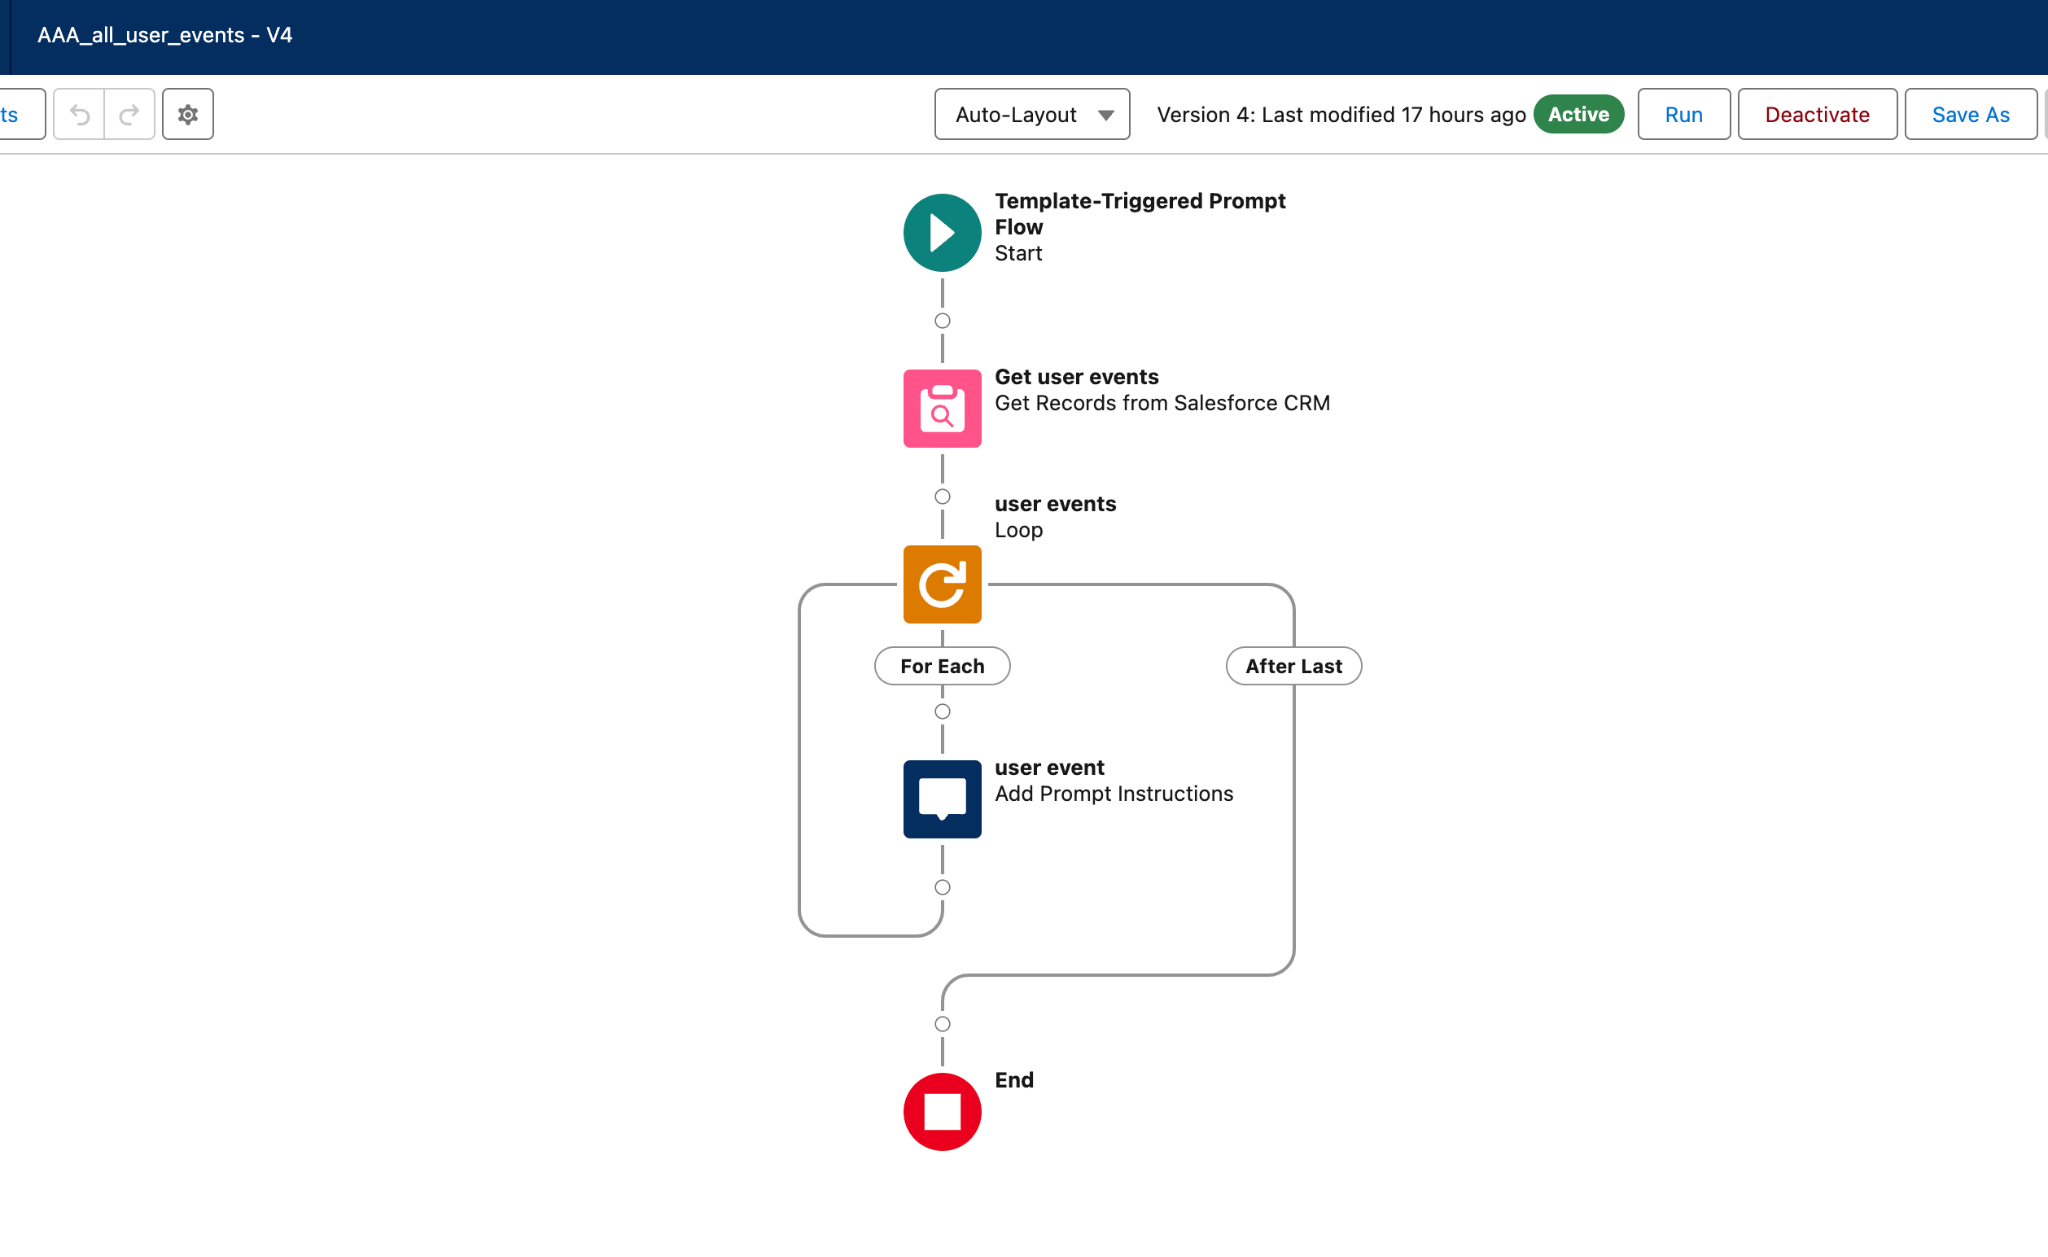 AAA_all_user_events - V4
ts
Auto-Layout
Version 4: Last modified 17 hours ago
Active
Run
Deactivate
Save As
Template-Triggered Prompt
Flow
Start
Get user events
Get Records from Salesforce CRM
user events
Loop
For Each
After Last
user event
Add Prompt Instructions
End